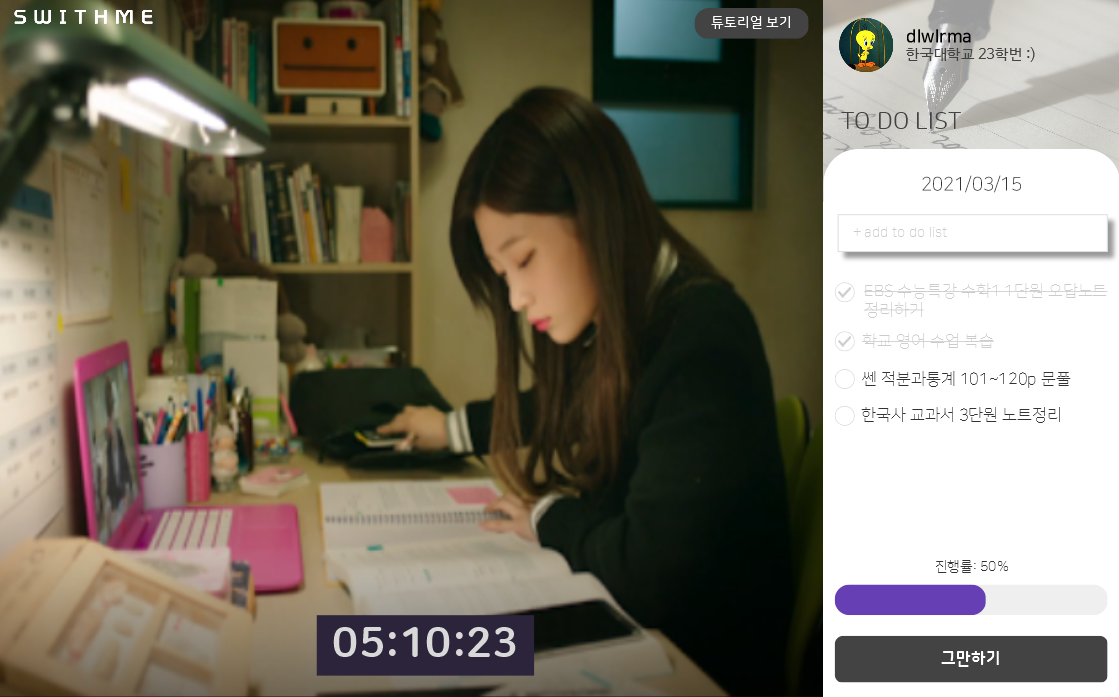 SWITHME
튜토리얼 보기
dlwlrma
한국대학교 23학번 :)
TO DO LIST
2021/03/15
+ add to do list
EBS 수능특강 수학1 1단원 오답노트
정리하기
학교 영어 수업 복습
쎈 적분과통계 101~120p 문풀
한국사 교과서 3단원 노트정리
진행률: 50%
05:10:23
그만하기